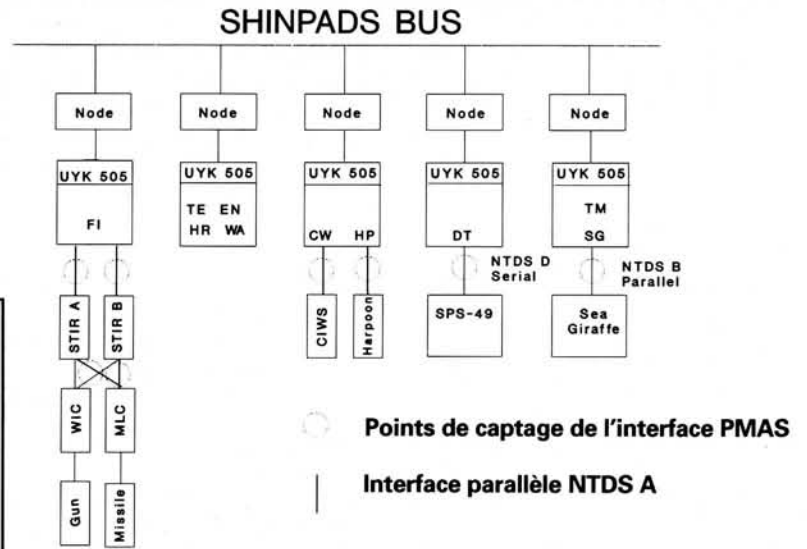 SHINPADS BUS
Node
Node
Node
Node
Node
UYK 505
UYK 505
UYK 505
UYK 505
UYK 505
FI
TE EN
HR WA
CW HP
DT
TM
SG
NTDS D
Serial
NTDS B
Parallel
STIR A
STIR B
CIWS
Harpoon
SPS-49
Sea
Giraffe
WIC
MLC
Gun
Missile
Points de captage de l'interface PMAS
Interface parallèle NTDS A